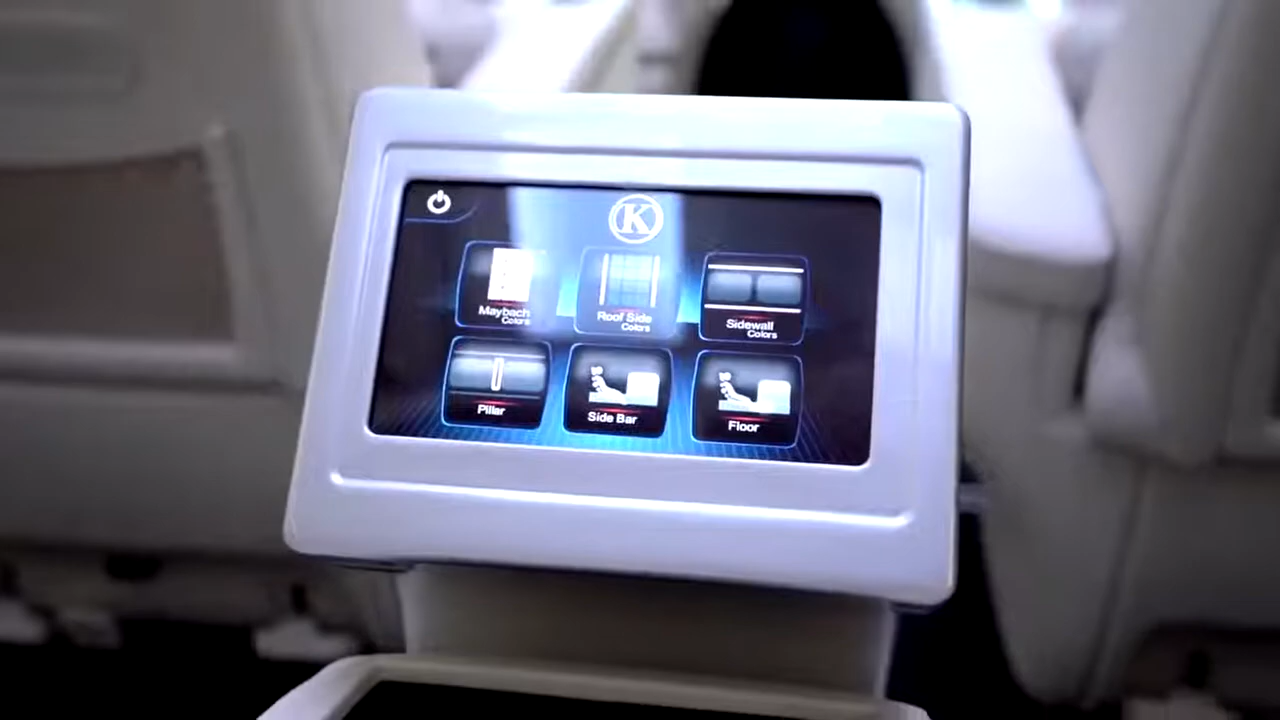 K
Maybach
Colors
Roof Side
Colors
Sidewall
Colors
Pillar
Side Bar
Floor